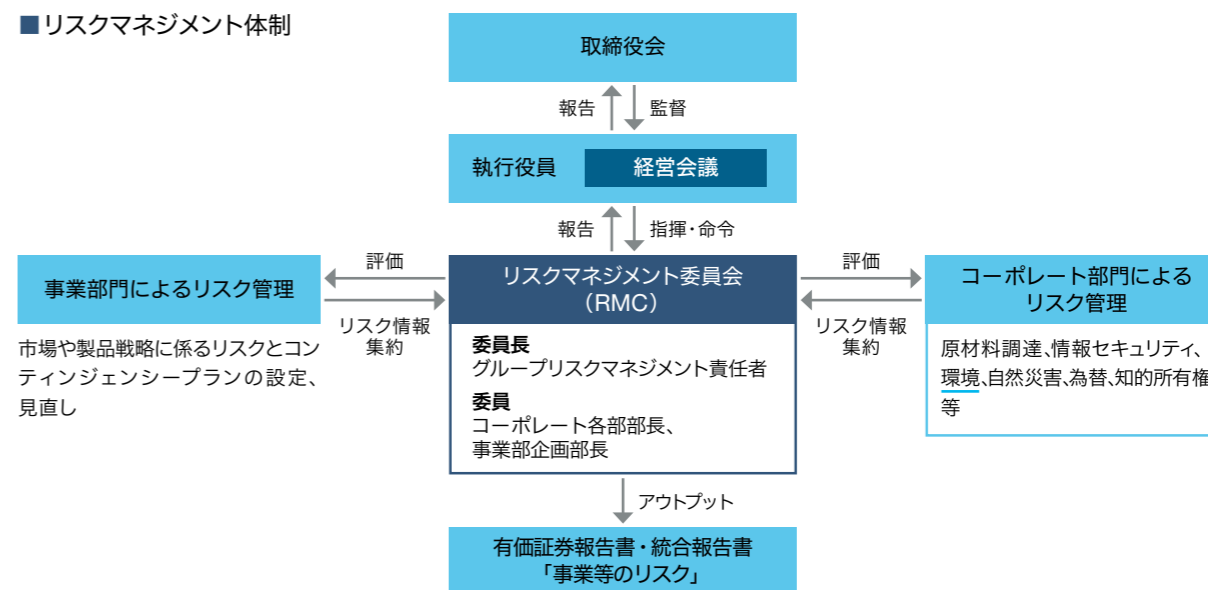 ■リスクマネジメント体制
取締役会
報告
監督
執行役員
経営会議
報告
指揮・命令
評価
評価
事業部門によるリスク管理
リスクマネジメント委員会
（RMC）
コーポレート部門による
リスク管理
リスク情報
集約
リスク情報
集約
市場や製品戦略に係るリスクとコン
ティンジェンシープランの設定、
見直し
委員長
グループリスクマネジメント責任者
委員
コーポレート各部部長、
事業部企画部長
原材料調達、情報セキュリティ、
環境、自然災害、為替、知的所有権
等
アウトプット
有価証券報告書・統合報告書
「事業等のリスク」